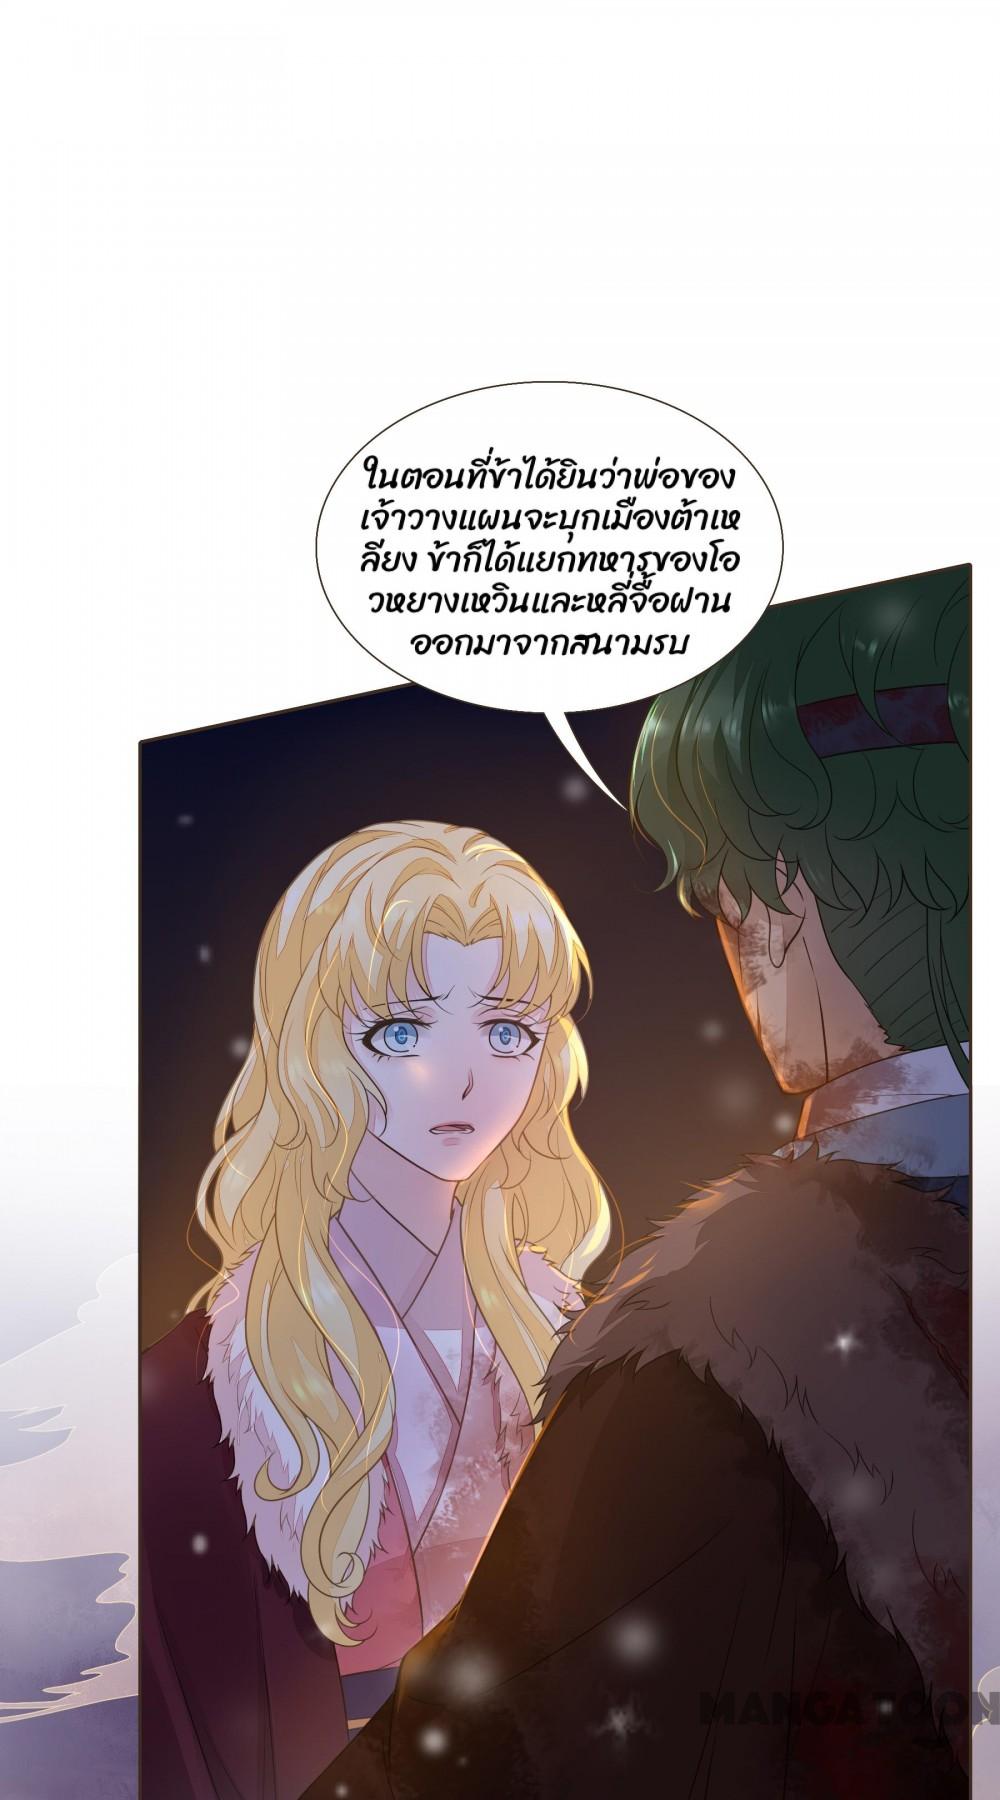 ในตอนที่ข้าได้ยินว่าพ่อของ
เจ้าวางแผนจะบุกเมืองต้าเห
ลียง ข้าก็ได้แยกทหารของโอ
วหยางเหวินและหลี่จื้อฝาน
ออกมาจากสนามรบ
MANGATOON